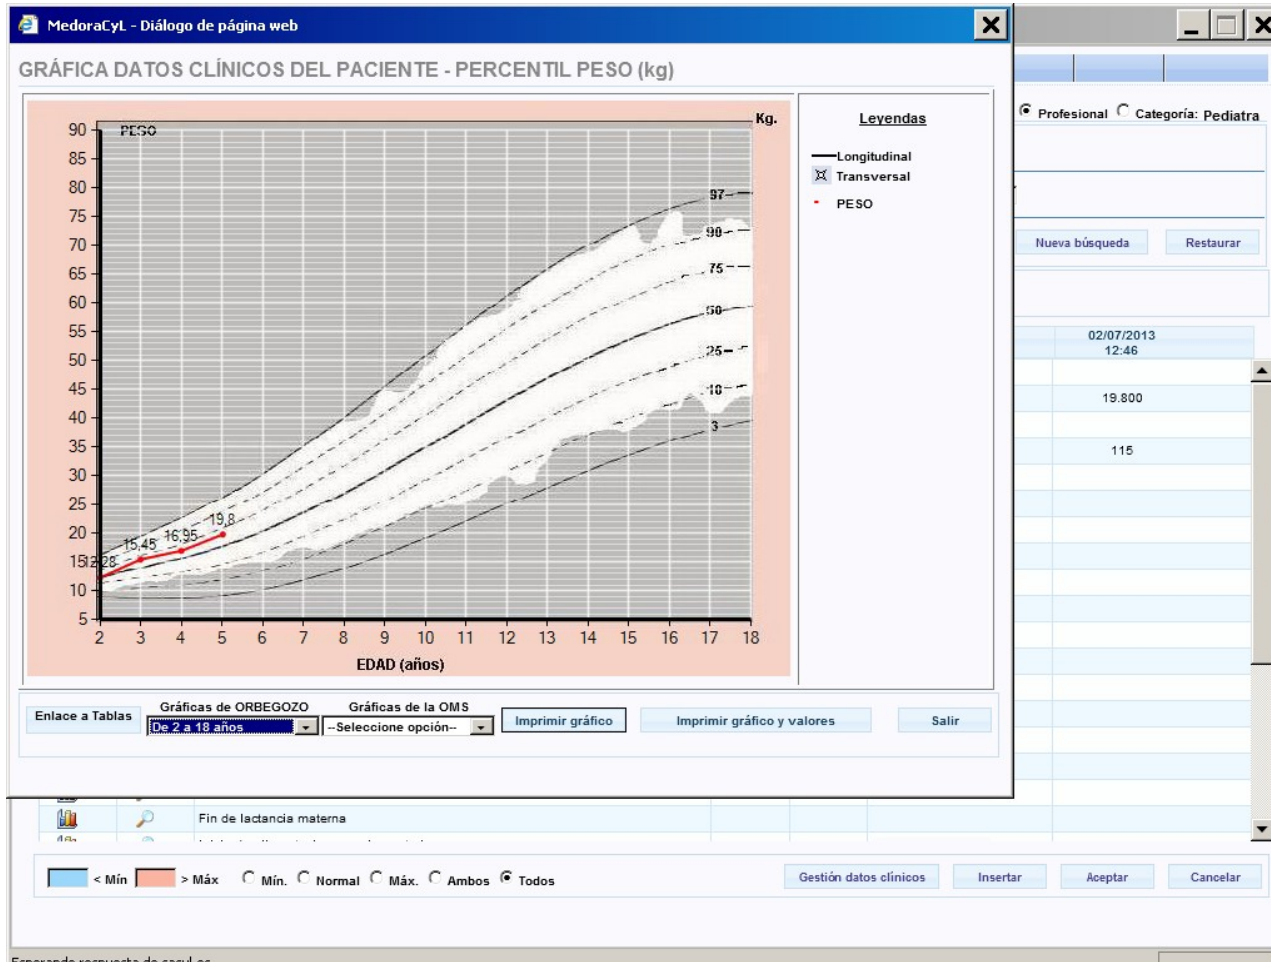 MedoraCyL - Diálogo de página web
GRÁFICA DATOS CLÍNICOS DEL PACIENTE - PERCENTIL PESO (kg)
PESO
Kg.
90
85
80
75
70
65
60
55
50
45
40
35
30
25
20
15
10
5
97
90
75
50
25
10
3
12,28
15,45
16,95
19,8
2 3 4 5 6 7 8 9 10 11 12 13 14 15 16 17 18
EDAD (años)
Leyendas
Longitudinal
Transversal
PESO
Enlace a Tablas
Gráficas de ORBEGOZO
De 2 a 18 años
Gráficas de la OMS
--Seleccione opción--
Imprimir gráfico
Imprimir gráfico y valores
Salir
Profesional Categoría: Pediatra
Nueva búsqueda Restaurar
02/07/2013
12:46
19.800
115
Fin de lactancia materna
< Mín > Máx Mín. Normal Máx. Ambos Todos
Gestión datos clínicos Insertar Aceptar Cancelar